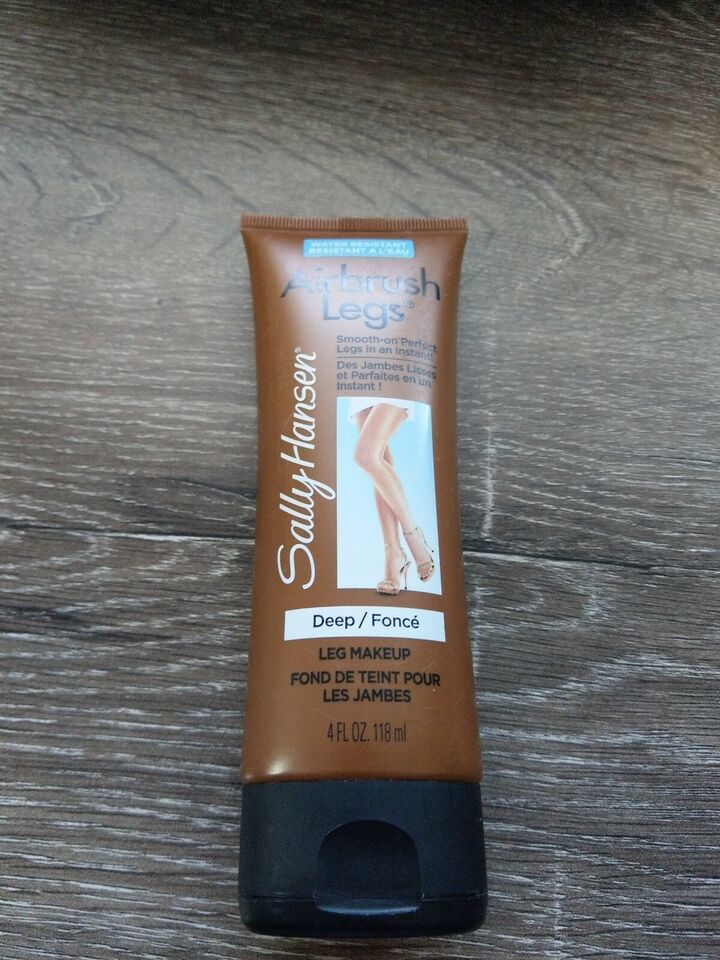 WATER RESISTANT
RESISTANT A L'EAU
Airbrush
Legs®
Smooth-on Perfect
Legs in an Instant!
Des Jambes Lisses
et Parfaites en un
Instant !
Sally Hansen®
Deep / Foncé
LEG MAKEUP
FOND DE TEINT POUR
LES JAMBES
4 FL OZ. 118 ml